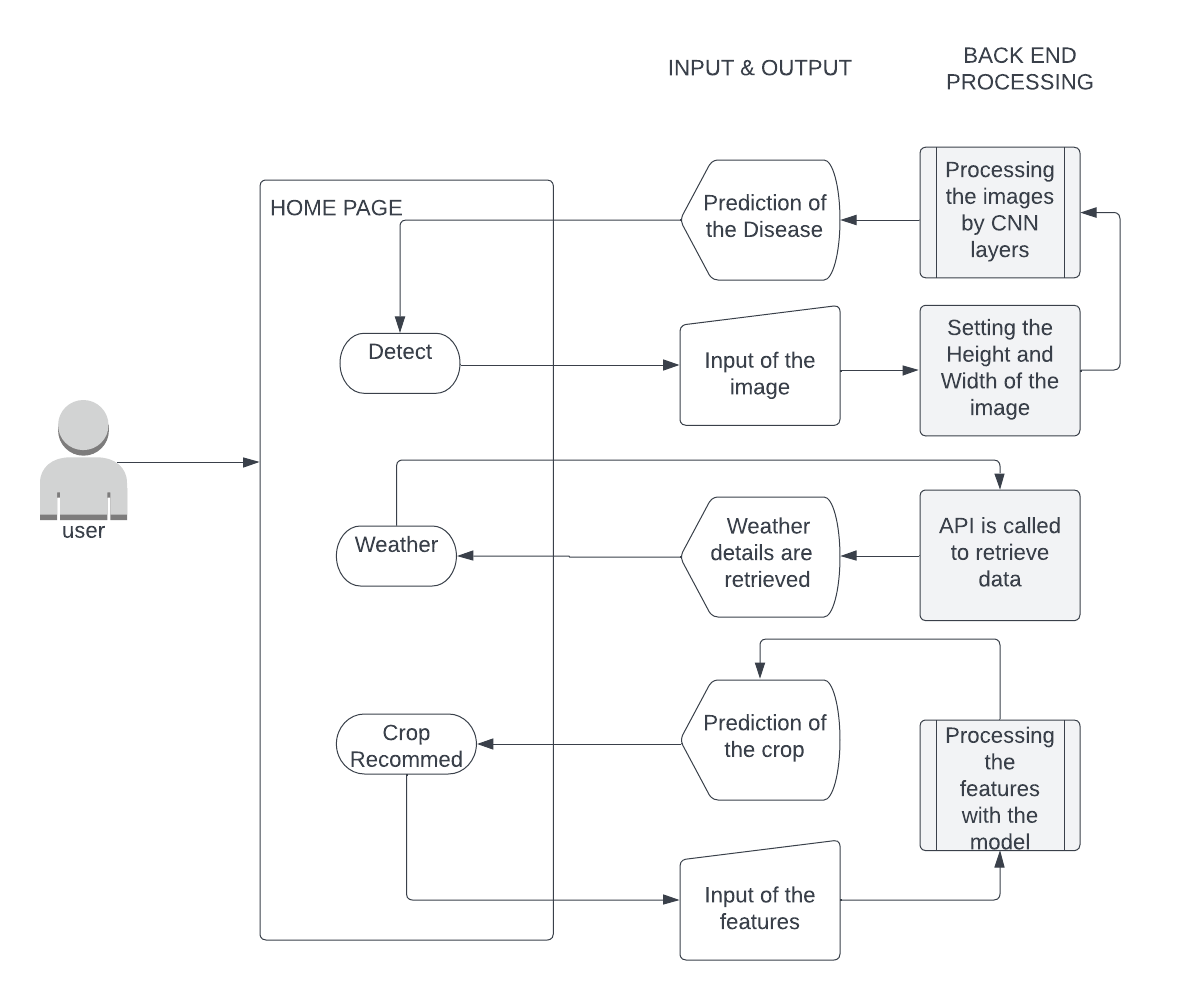 INPUT & OUTPUT
BACK END
PROCESSING
HOME PAGE
Prediction of
the Disease
Processing
the images
by CNN
layers
Detect
Input of the
image
Setting the
Height and
Width of the
image
user
Weather
Weather
details are
retrieved
API is called
to retrieve
data
Crop
Recommed
Prediction of
the crop
Processing
the
features
with the
model
Input of the
features